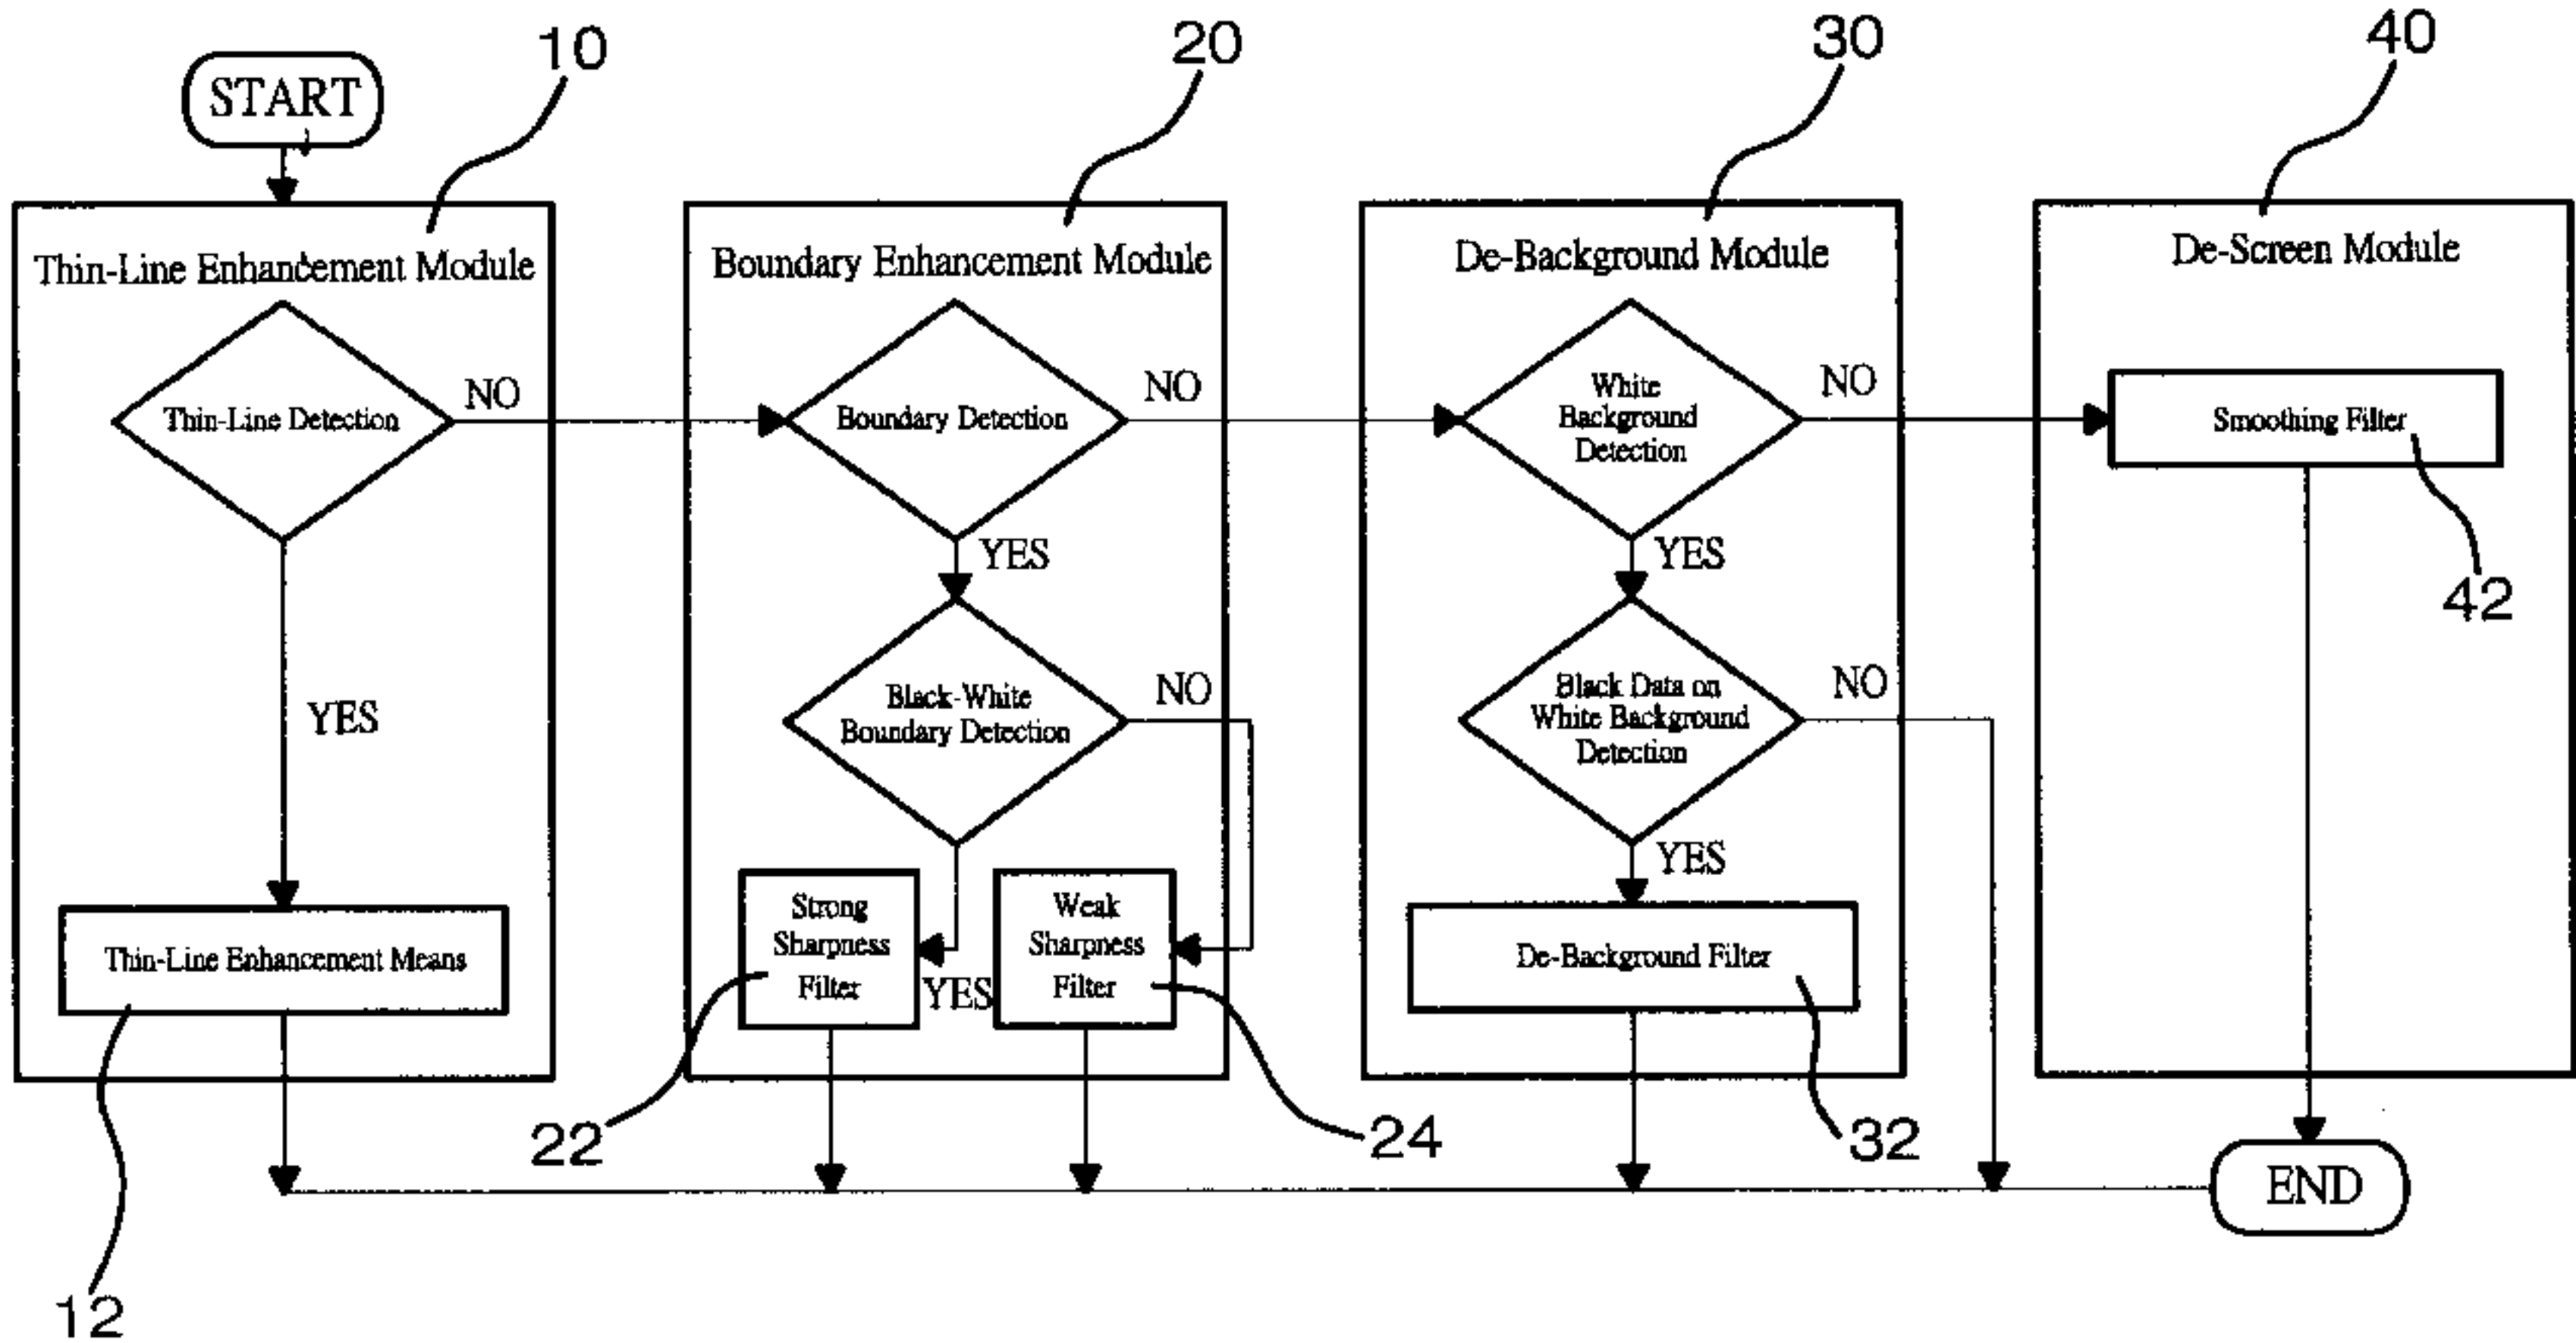 10
20
30
40
START
Thin-Line Enhancement Module
Boundary Enhancement Module
De-Background Module
De-Screen Module
Thin-Line Detection
NO
Boundary Detection
NO
White
Background
Detection
NO
Smoothing Filter
42
YES
YES
YES
Black-White
Boundary Detection
NO
Black Data on
White Background
Detection
NO
YES
YES
Thin-Line Enhancement Means
Strong
Sharpness
Filter
YES
Weak
Sharpness
Filter
De-Background Filter
12
22
24
32
END